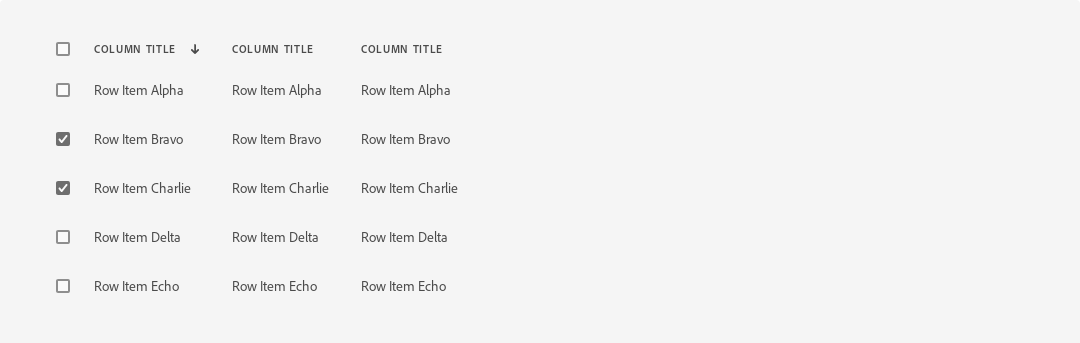 COLUMN TITLE COLUMN TITLE COLUMN TITLE
Row Item Alpha Row Item Alpha Row Item Alpha
Row Item Bravo Row Item Bravo Row Item Bravo
Row Item Charlie Row Item Charlie Row Item Charlie
Row Item Delta Row Item Delta Row Item Delta
Row Item Echo Row Item Echo Row Item Echo